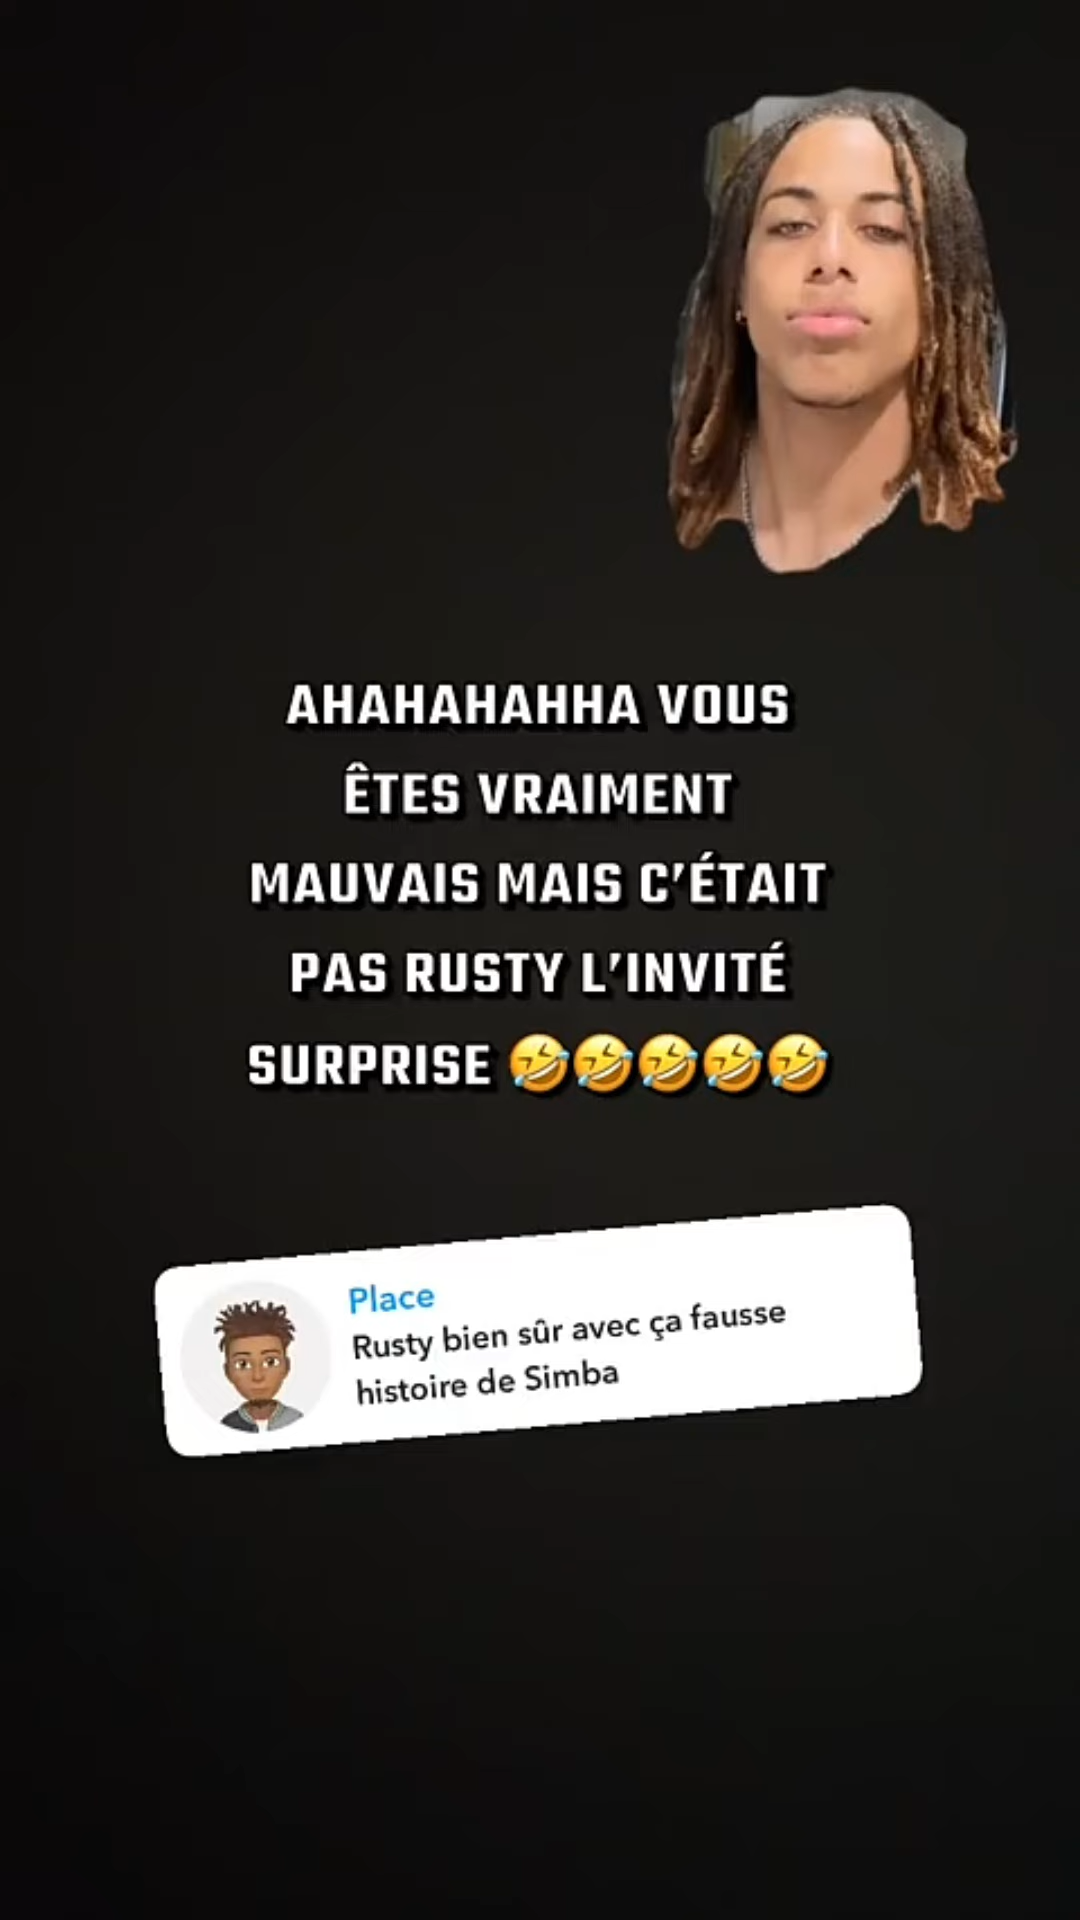 AHAHAHAHHA VOUS
ÊTES VRAIMENT
MAUVAIS MAIS C’ÉTAIT
PAS RUSTY L’INVITÉ
SURPRISE 🤣🤣🤣🤣🤣
Place
Rusty bien sûr avec ça fausse
histoire de Simba